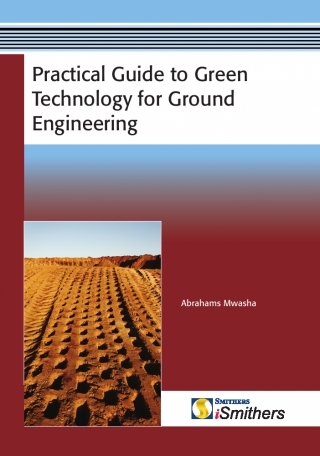 Practical Guide to Green
Technology for Ground
Engineering
Abrahams Mwasha
SMITHERS
iSmithers